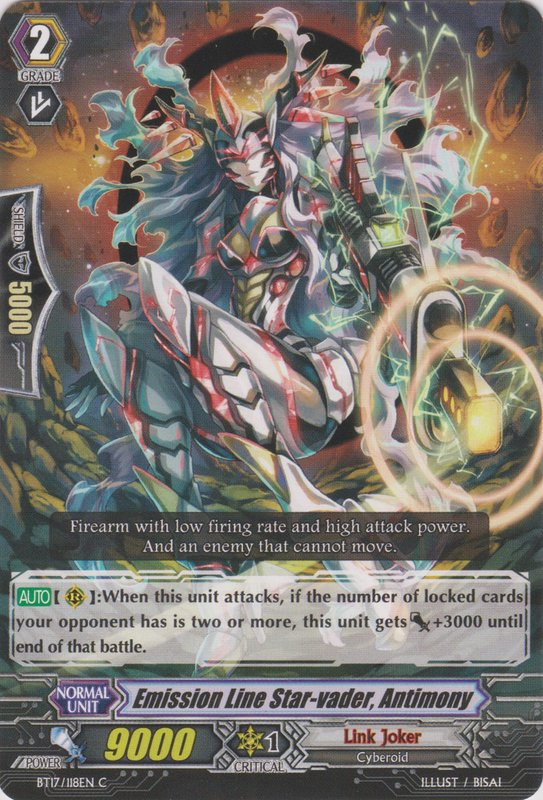 2
GRADE
SHIELD
5000
Firearm with low firing rate and high attack power.
And an enemy that cannot move.
AUTO【 】:When this unit attacks, if the number of locked cards
your opponent has is two or more, this unit gets +3000 until
end of that battle.
NORMAL
UNIT
Emission Line Star-vader, Antimony
POWER
9000
1
CRITICAL
Link Joker
Cyberoid
BT17/118EN C
ILLUST / BISAI